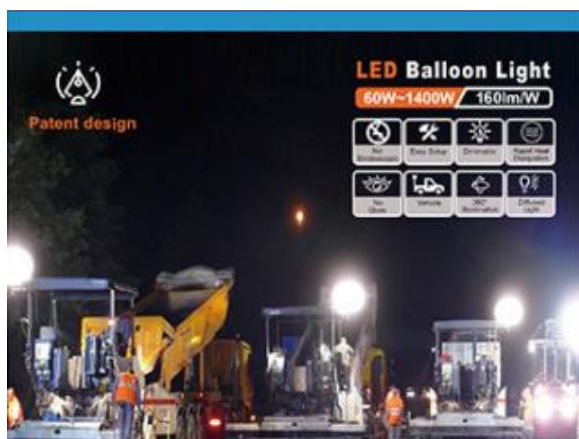 LED Balloon Light
60W~1400W 160lm/W
Patent design
No
Easy Setup
Dimmable
Rapid Heat
Dissipation
No
Glare
Vehicle
360°
Illumination
Diffused
Light